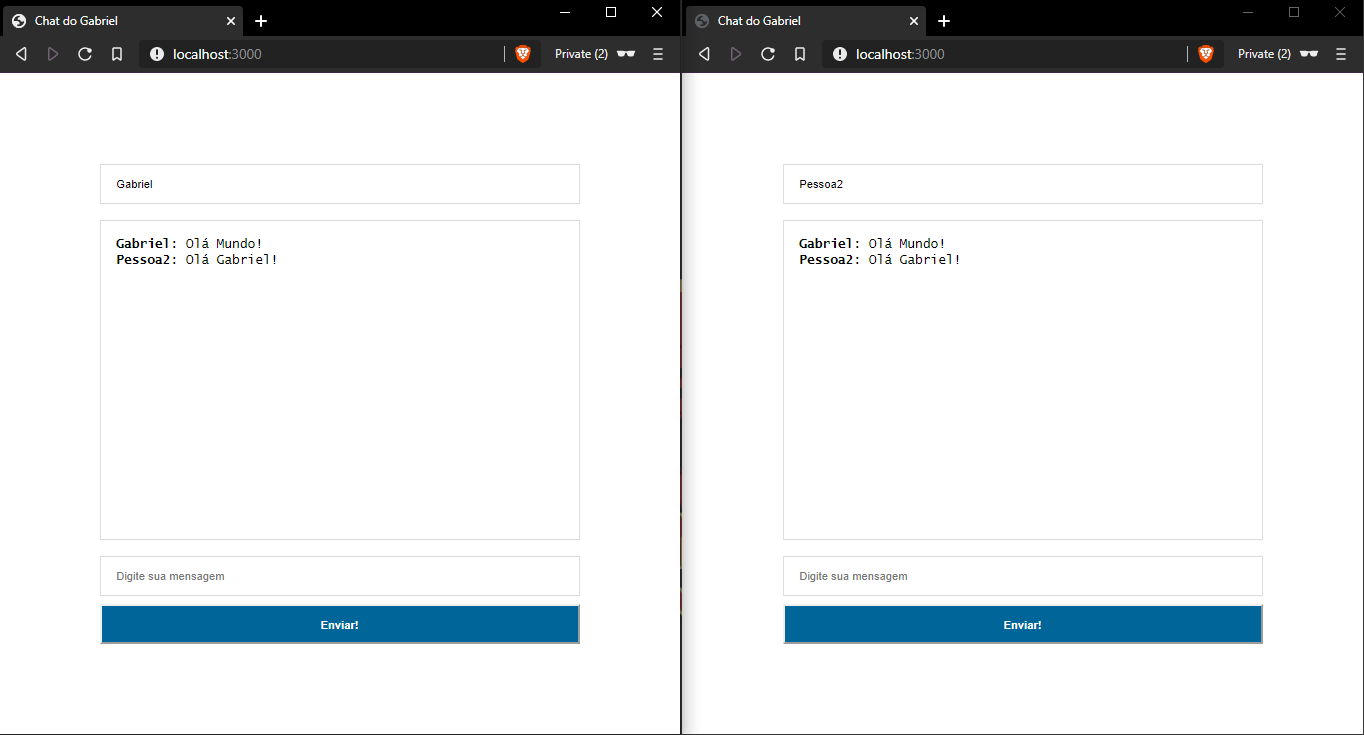 Chat do Gabriel
localhost:3000
Private (2)
Gabriel
Gabriel: Olá Mundo!
Pessoa2: Olá Gabriel!
Digite sua mensagem
Enviar!
Chat do Gabriel
localhost:3000
Private (2)
Pessoa2
Gabriel: Olá Mundo!
Pessoa2: Olá Gabriel!
Digite sua mensagem
Enviar!